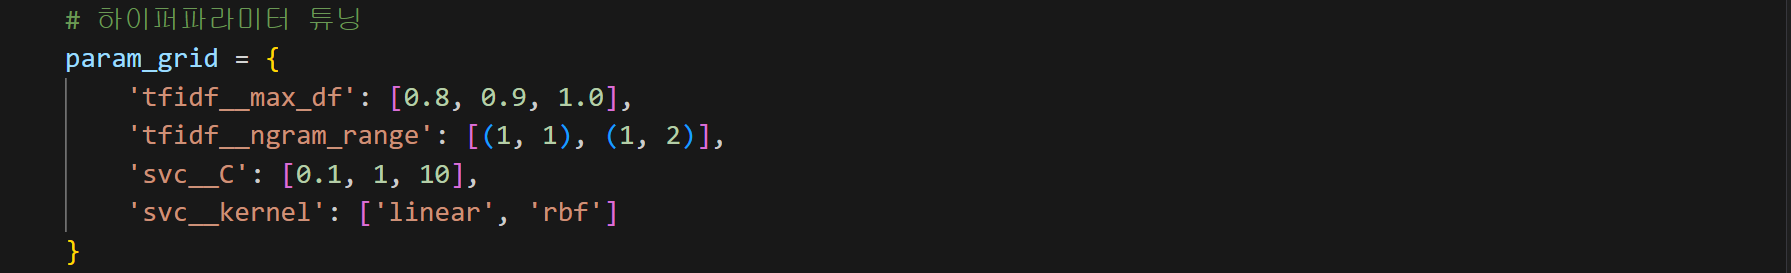 # 하이퍼파라미터 튜닝
param_grid = {
    'tfidf__max_df': [0.8, 0.9, 1.0],
    'tfidf__ngram_range': [(1, 1), (1, 2)],
    'svc__C': [0.1, 1, 10],
    'svc__kernel': ['linear', 'rbf']
}